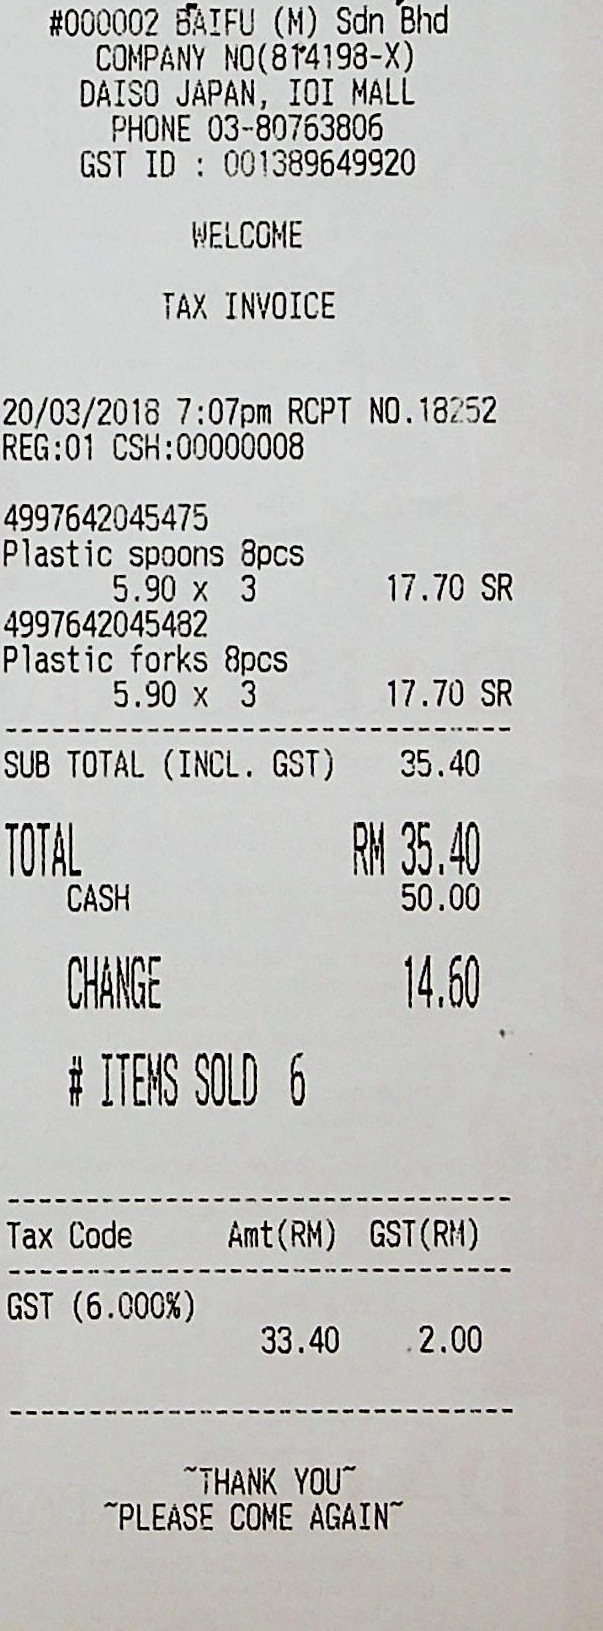 #000002 BAIFU (M) Sdn Bhd
COMPANY NO(814198-X)
DAISO JAPAN, IOI MALL
PHONE 03-80763806
GST ID : 001389649920
WELCOME
TAX INVOICE
20/03/2018 7:07pm RCPT NO.18252
REG:01 CSH:00000008
4997642045475
Plastic spoons 8pcs
5.90 x 3 17.70 SR
4997642045482
Plastic forks 8pcs
5.90 x 3 17.70 SR
--------------------------------
SUB TOTAL (INCL. GST) 35.40
TOTAL RM 35.40
CASH 50.00
CHANGE 14.60
# ITEMS SOLD 6
--------------------------------
Tax Code Amt(RM) GST(RM)
--------------------------------
GST (6.000%)
33.40 2.00
--------------------------------
~THANK YOU~
~PLEASE COME AGAIN~